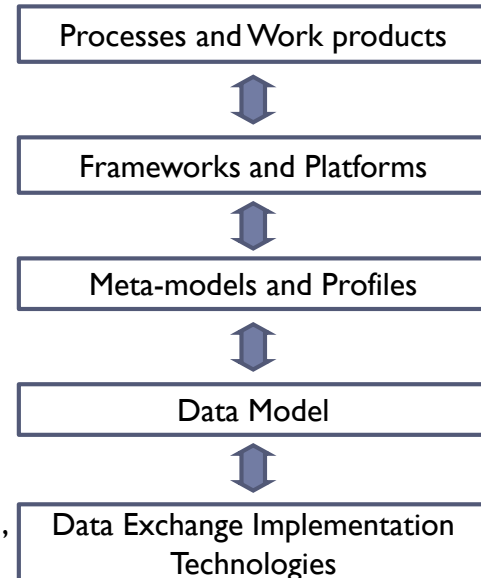 Processes and Work products
Frameworks and Platforms
Meta-models and Profiles
Data Model
, Data Exchange Implementation
Technologies